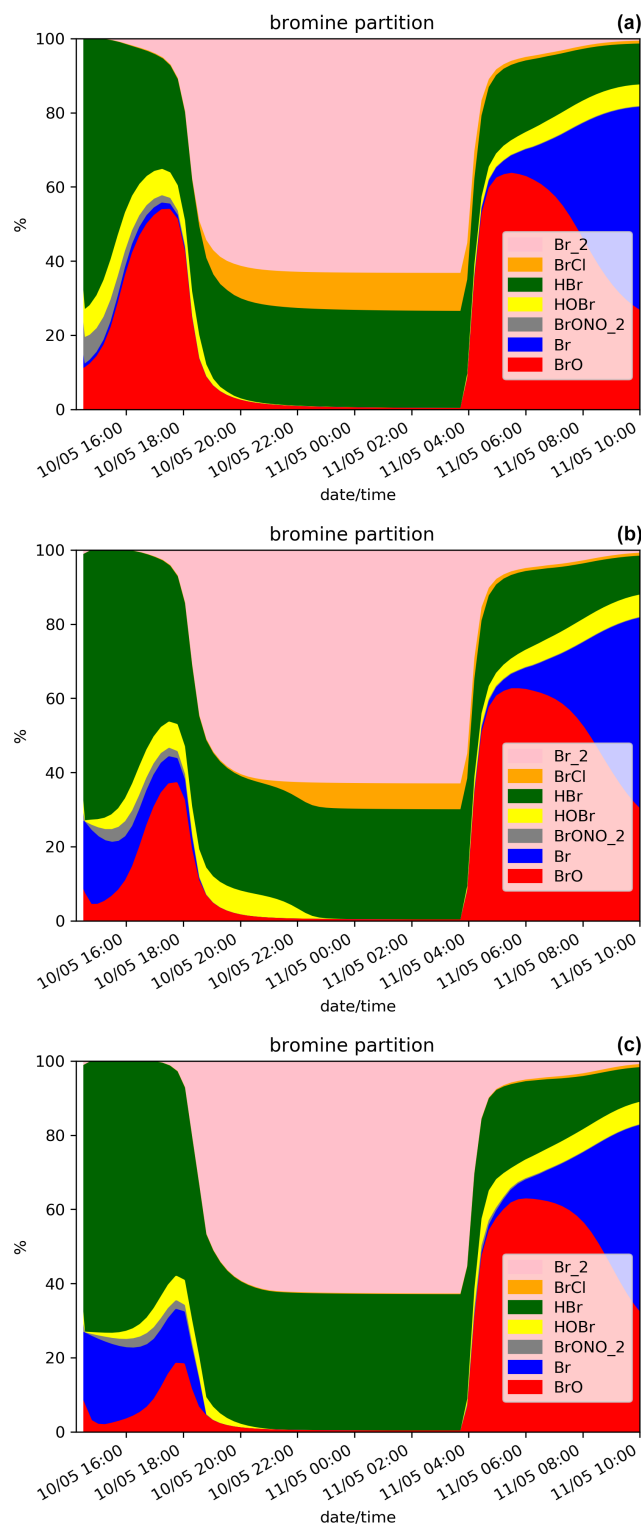 bromine partition (a)
100
80
60
40
20
0
%
Br_2
BrCl
HBr
HOBr
BrONO_2
Br
BrO
10/05 16:00 10/05 18:00 10/05 20:00 10/05 22:00 11/05 00:00 11/05 02:00 11/05 04:00 11/05 06:00 11/05 08:00 11/05 10:00
date/time
bromine partition (b)
100
80
60
40
20
0
%
Br_2
BrCl
HBr
HOBr
BrONO_2
Br
BrO
10/05 16:00 10/05 18:00 10/05 20:00 10/05 22:00 11/05 00:00 11/05 02:00 11/05 04:00 11/05 06:00 11/05 08:00 11/05 10:00
date/time
bromine partition (c)
100
80
60
40
20
0
%
Br_2
BrCl
HBr
HOBr
BrONO_2
Br
BrO
10/05 16:00 10/05 18:00 10/05 20:00 10/05 22:00 11/05 00:00 11/05 02:00 11/05 04:00 11/05 06:00 11/05 08:00 11/05 10:00
date/time